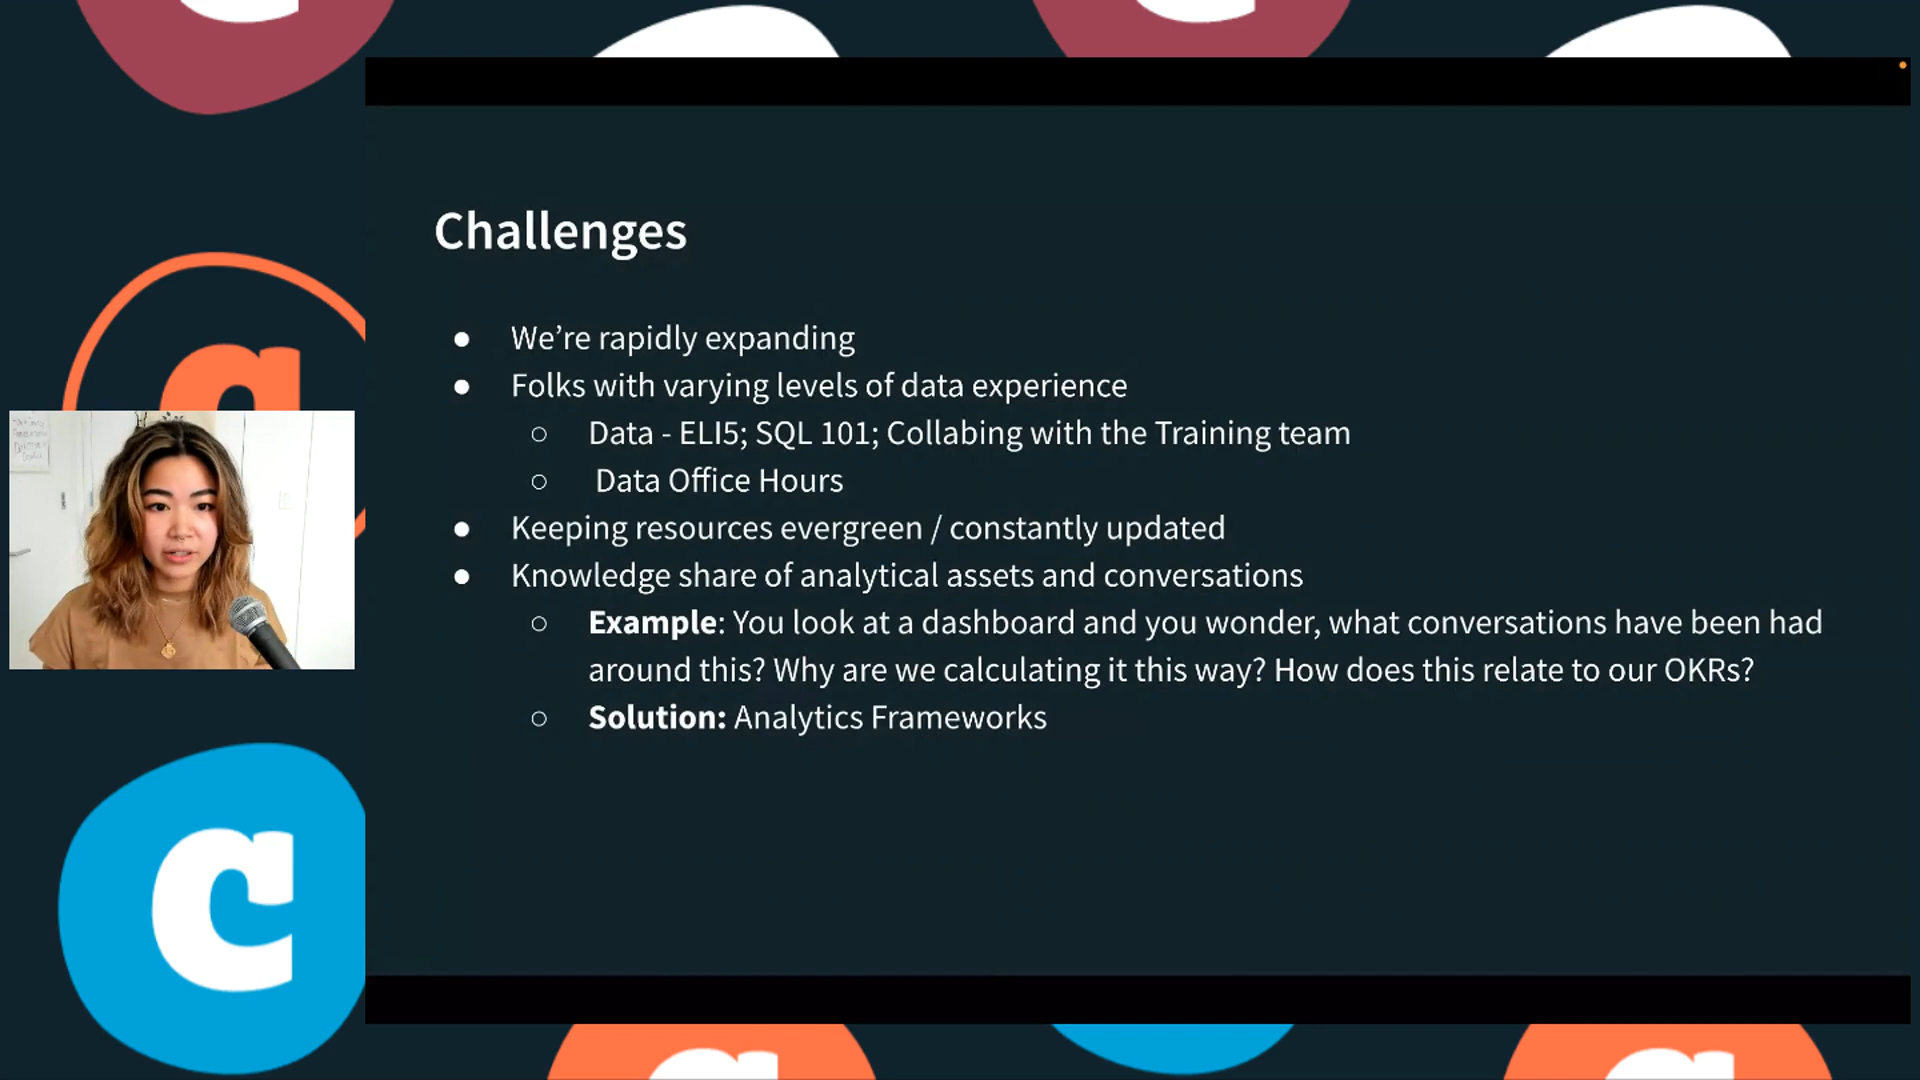 Challenges
● We’re rapidly expanding
● Folks with varying levels of data experience
○ Data - ELI5; SQL 101; Collabing with the Training team
○ Data Office Hours
● Keeping resources evergreen / constantly updated
● Knowledge share of analytical assets and conversations
○ Example: You look at a dashboard and you wonder, what conversations have been had
around this? Why are we calculating it this way? How does this relate to our OKRs?
○ Solution: Analytics Frameworks